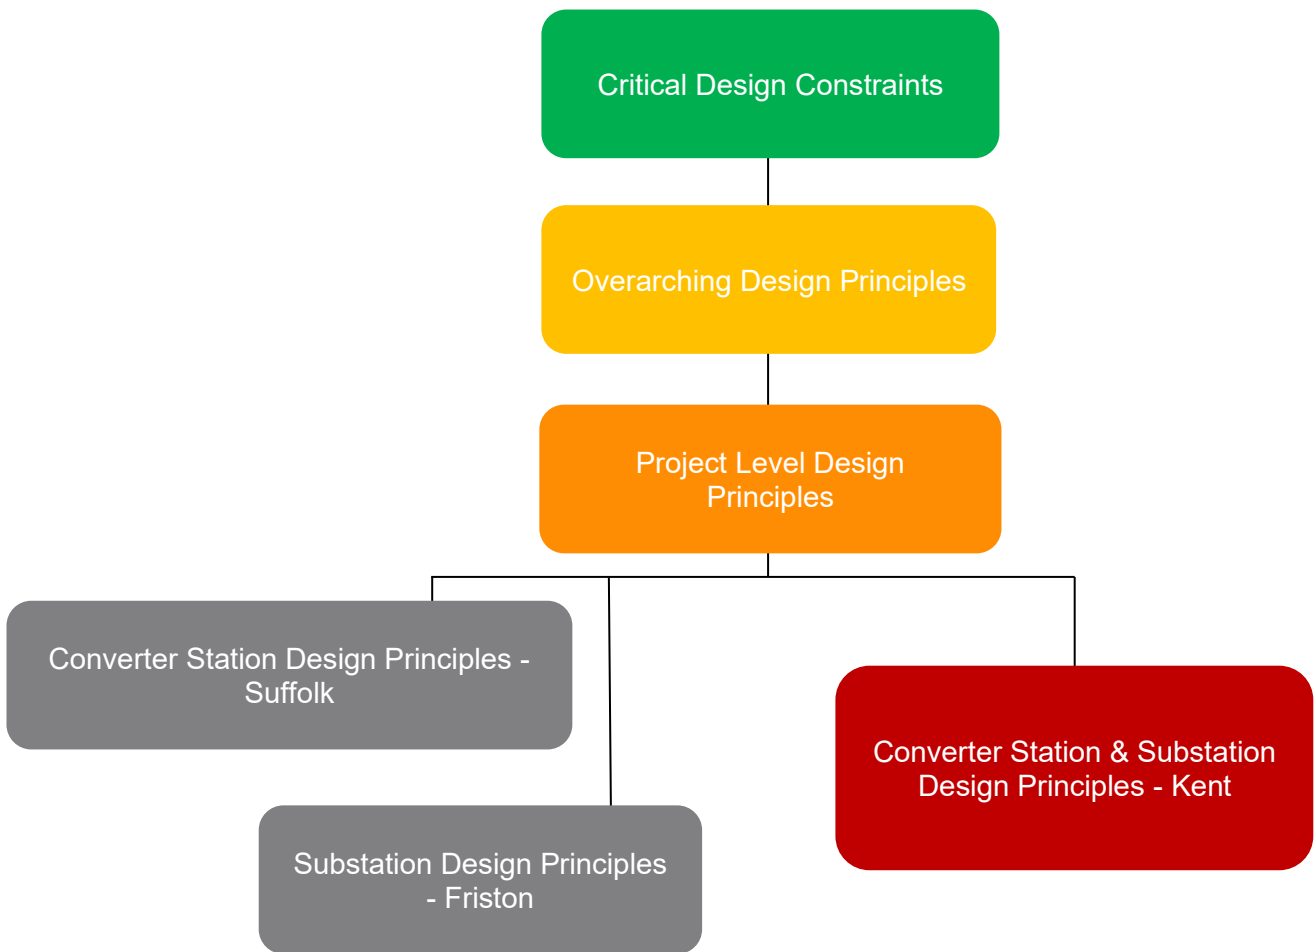 Critical Design Constraints
Overarching Design Principles
Project Level Design
Principles
Converter Station Design Principles -
Suffolk
Converter Station & Substation
Design Principles - Kent
Substation Design Principles
- Friston